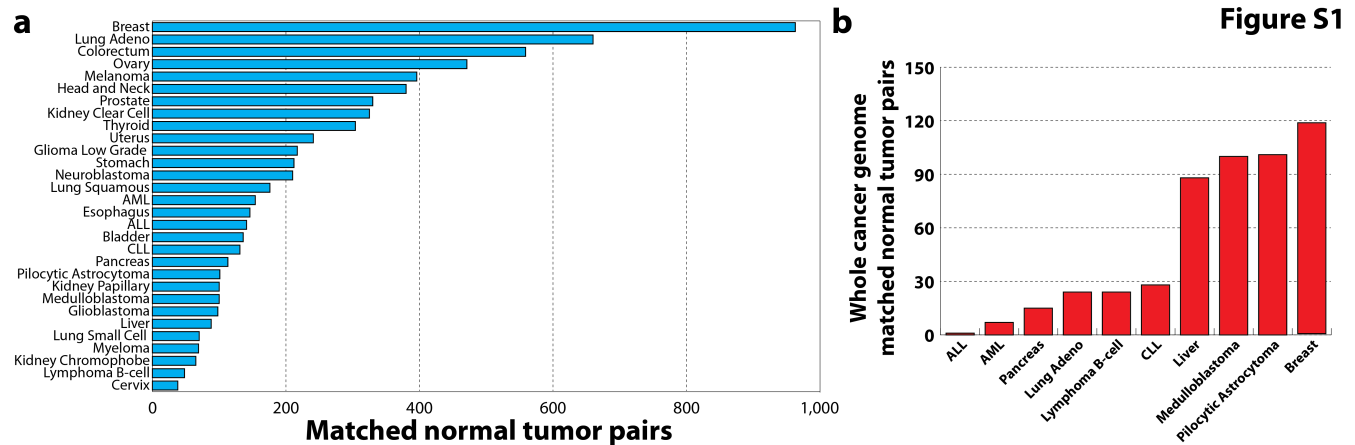 a
Breast
Lung Adeno
Colorectum
Ovary
Melanoma
Head and Neck
Prostate
Kidney Clear Cell
Thyroid
Uterus
Glioma Low Grade
Stomach
Neuroblastoma
Lung Squamous
AML
Esophagus
ALL
Bladder
CLL
Pancreas
Pilocytic Astrocytoma
Kidney Papillary
Medulloblastoma
Glioblastoma
Liver
Lung Small Cell
Myeloma
Kidney Chromophobe
Lymphoma B-cell
Cervix
0 200 400 600 800 1,000
Matched normal tumor pairs
b
Figure S1
Whole cancer genome
matched normal tumor pairs
150
120
90
60
30
0
ALL
AML
Pancreas
Lung Adeno
Lymphoma B-cell
CLL
Liver
Medulloblastoma
Pilocytic Astrocytoma
Breast